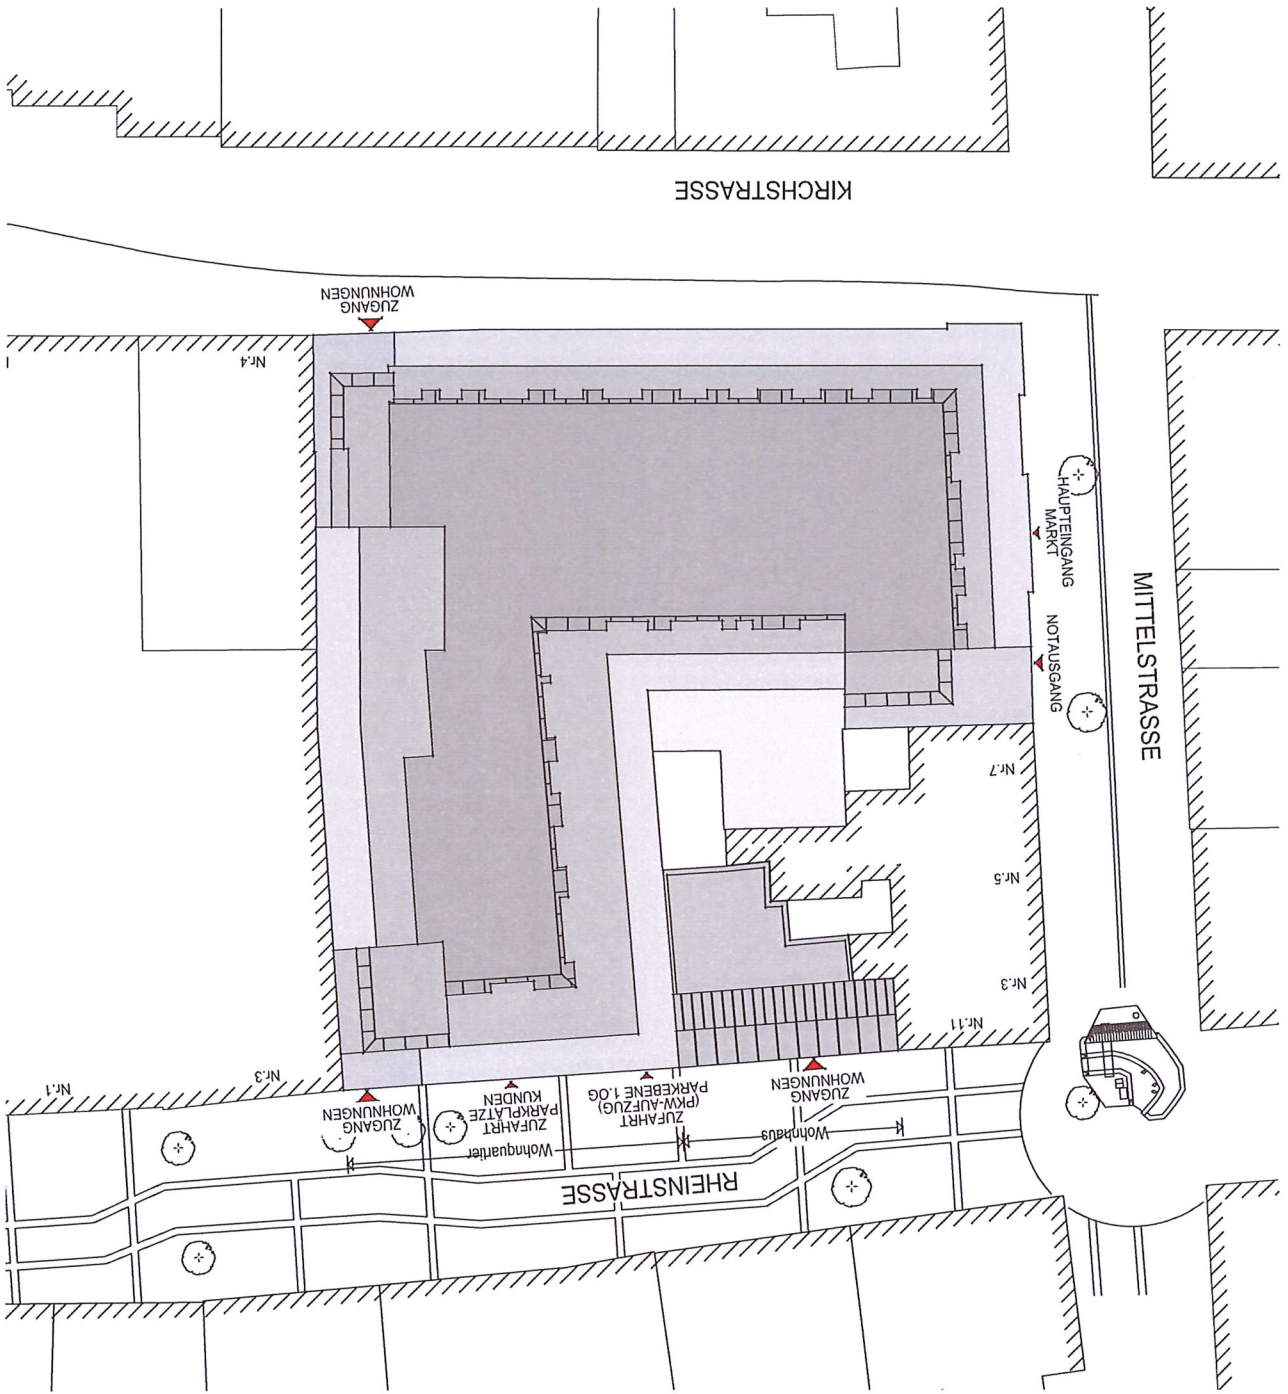 KIRCHSTRASSE
ZUGANG
WOHNUNGEN
Nr.4
HAUPTEINGANG
MARKT
NOTAUSGANG
MITTELSTRASSE
Nr.7
Nr.5
Nr.3
Nr.11
Nr.1
Nr.3
ZUGANG
WOHNUNGEN
ZUFAHRT
PARKPLÄTZE
KUNDEN
ZUFAHRT
(PKW-AUFZUG)
PARKEBENE 1.OG
ZUGANG
WOHNUNGEN
Wohnquartier
Wohnhaus
RHEINSTRASSE